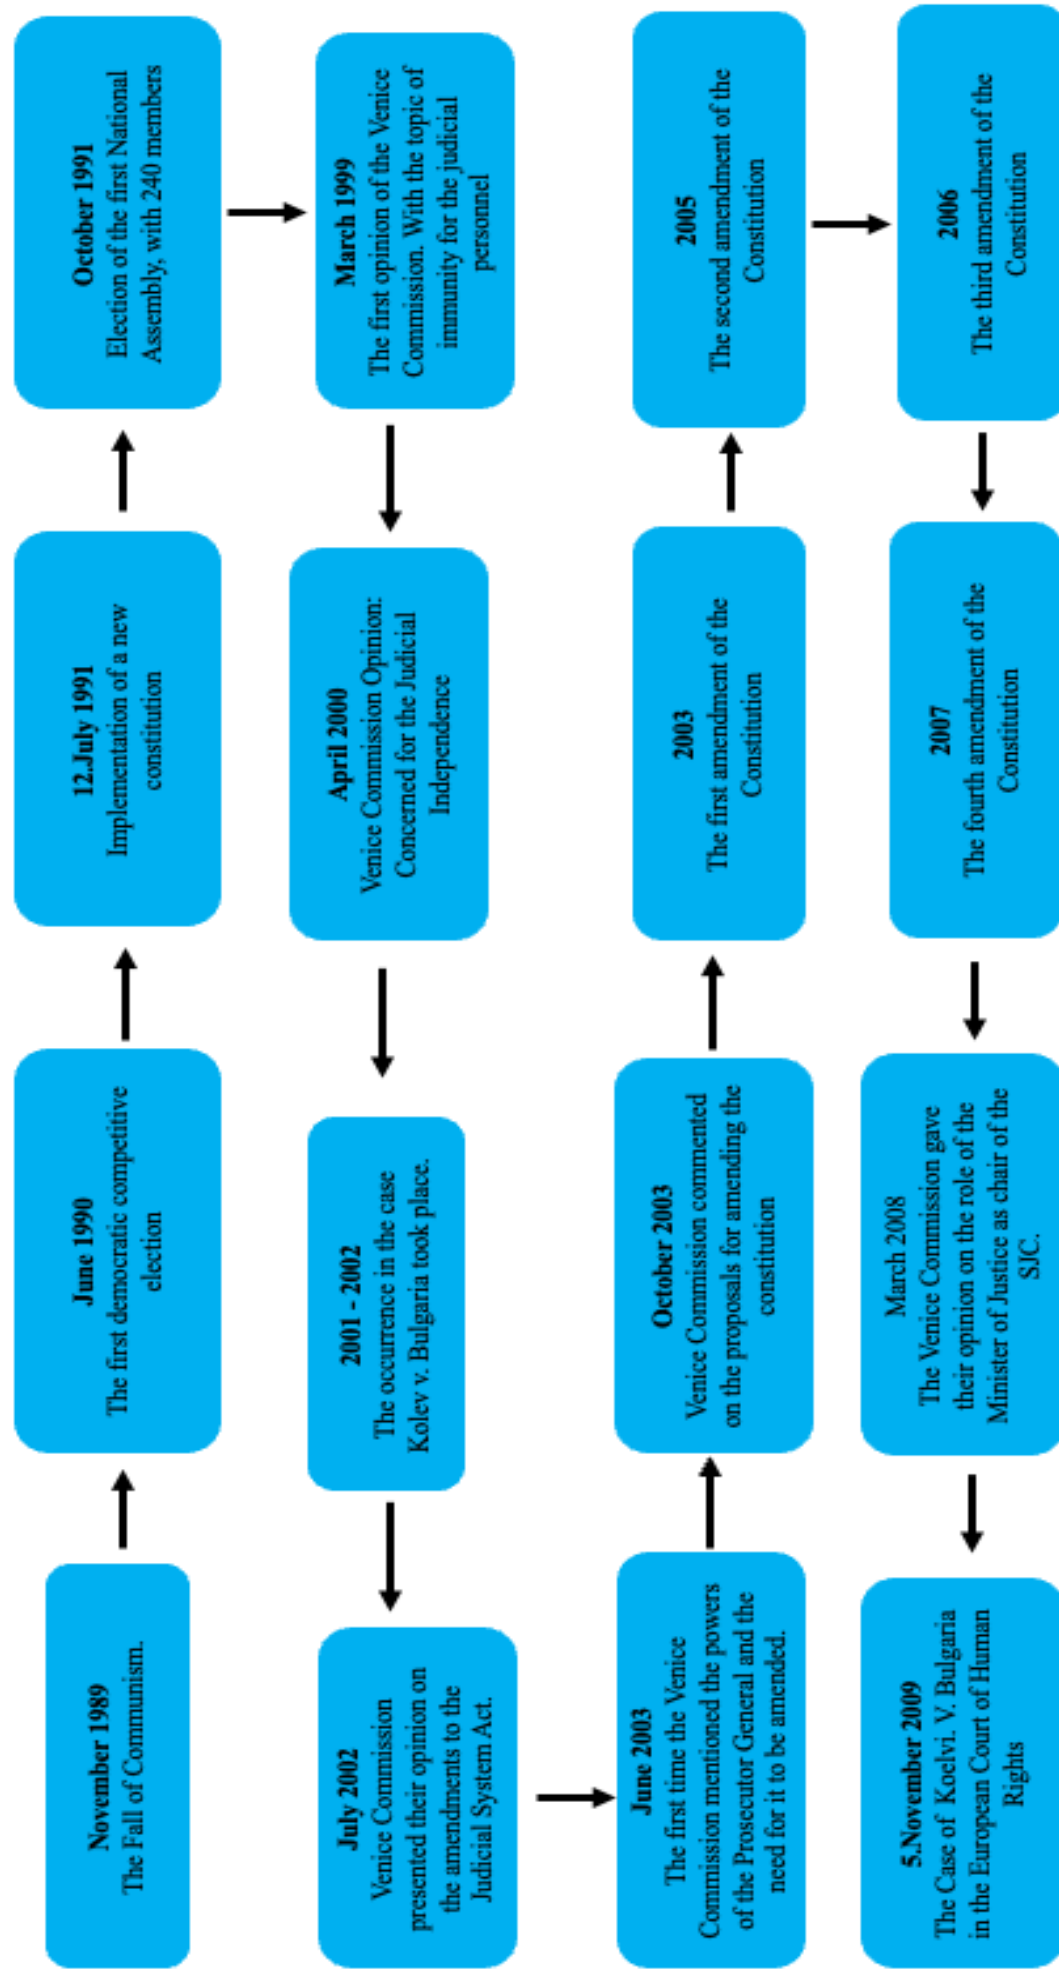 November 1989
The Fall of Communism.
June 1990
The first democratic competitive
election
12.July 1991
Implementation of a new
constitution
October 1991
Election of the first National
Assembly, with 240 members
March 1999
The first opinion of the Venice
Commission. With the topic of
immunity for the judicial
personnel
April 2000
Venice Commission Opinion:
Concerned for the Judicial
Independence
2001 - 2002
The occurrence in the case
Kolev v. Bulgaria took place.
July 2002
Venice Commission
presented their opinion on
the amendments to the
Judicial System Act.
June 2003
The first time the Venice
Commission mentioned the powers
of the Prosecutor General and the
need for it to be amended.
October 2003
Venice Commission commented
on the proposals for amending the
constitution
2003
The first amendment of the
Constitution
2005
The second amendment of the
Constitution
2006
The third amendment of the
Constitution
2007
The fourth amendment of the
Constitution
March 2008
The Venice Commission gave
their opinion on the role of the
Minister of Justice as chair of the
SJC.
5.November 2009
The Case of Koelvi. V. Bulgaria
in the European Court of Human
Rights